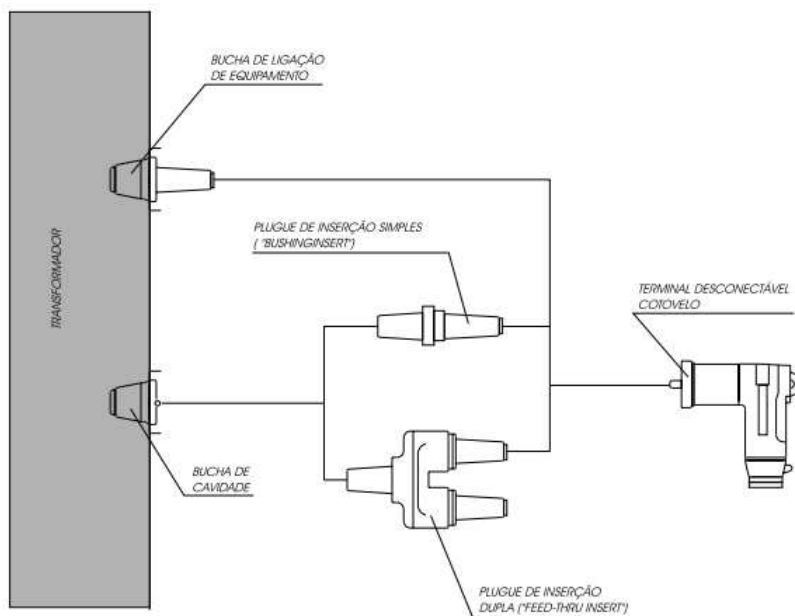 BUCHA DE LIGAÇÃO
DE EQUIPAMENTO
TRANSFORMADOR
PLUGUE DE INSERÇÃO SIMPLES
( "BUSHINGINSERT")
TERMINAL DESCONECTÁVEL
COTOVELO
BUCHA DE
CAVIDADE
PLUGUE DE INSERÇÃO
DUPLA ("FEED-THRU INSERT")